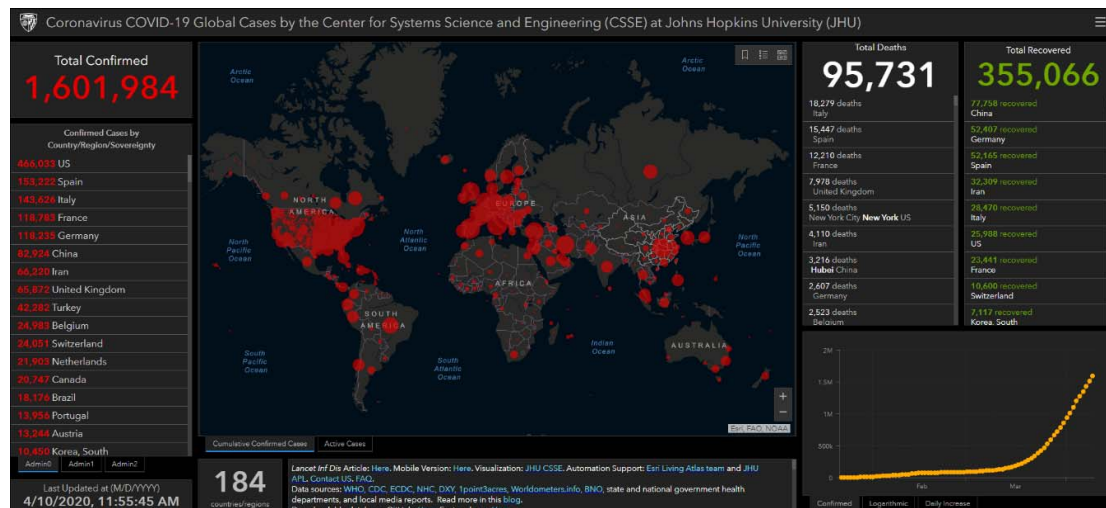 Coronavirus COVID-19 Global Cases by the Center for Systems Science and Engineering (CSSE) at Johns Hopkins University (JHU)
Total Confirmed
1,601,984
Confirmed Cases by
Country/Region/Sovereignty
466,033 US
153,222 Spain
143,626 Italy
118,783 France
118,235 Germany
82,924 China
66,220 Iran
65,872 United Kingdom
42,282 Turkey
24,983 Belgium
24,051 Switzerland
21,903 Netherlands
20,747 Canada
18,176 Brazil
13,956 Portugal
13,244 Austria
10,450 Korea, South
Admin0 Admin1 Admin2
Last Updated at (M/D/YYYY)
4/10/2020, 11:55:45 AM
Arctic
Ocean
Arctic
Ocean
NORTH
AMERICA
EUROPE
ASIA
North
Pacific
Ocean
North
Atlantic
Ocean
North
Pacific
Ocean
AFRICA
SOUTH
AMERICA
Indian
Ocean
AUSTRALIA
South
Pacific
Ocean
South
Atlantic
Ocean
+
−
Esri, FAO, NOAA
Cumulative Confirmed Cases Active Cases
184
countries/regions
Lancet Inf Dis Article: Here. Mobile Version: Here. Visualization: JHU CSSE. Automation Support: Esri Living Atlas team and JHU
APL. Contact US. FAQ.
Data sources: WHO, CDC, ECDC, NHC, DXY, 1point3acres, Worldometers.info, BNO, state and national government health
departments, and local media reports. Read more in this blog.
Total Deaths
95,731
18,279 deaths
Italy
15,447 deaths
Spain
12,210 deaths
France
7,978 deaths
United Kingdom
5,150 deaths
New York City New York US
4,110 deaths
Iran
3,216 deaths
Hubei China
2,607 deaths
Germany
2,523 deaths
Belgium
Total Recovered
355,066
77,758 recovered
China
52,407 recovered
Germany
52,165 recovered
Spain
32,309 recovered
Iran
28,470 recovered
Italy
25,988 recovered
US
23,441 recovered
France
10,600 recovered
Switzerland
7,117 recovered
Korea, South
2M
1.5M
1M
500k
0
Feb Mar
Confirmed Logarithmic Daily Increase